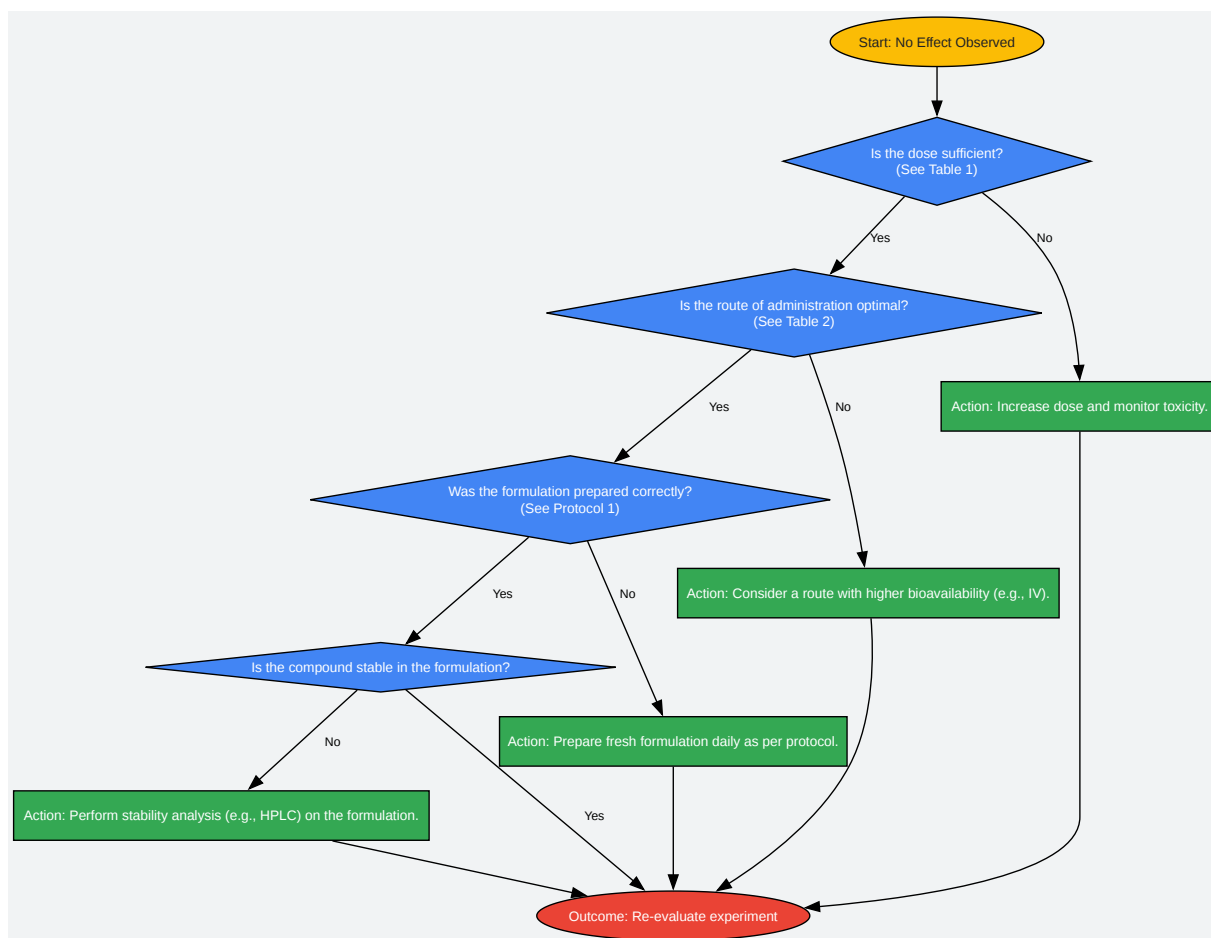 Start: No Effect Observed
Is the dose sufficient?
(See Table 1)
Yes
No
Is the route of administration optimal?
(See Table 2)
Yes
No
Action: Increase dose and monitor toxicity.
Was the formulation prepared correctly?
(See Protocol 1)
Yes
No
Action: Consider a route with higher bioavailability (e.g., IV).
Is the compound stable in the formulation?
No
Action: Prepare fresh formulation daily as per protocol.
Action: Perform stability analysis (e.g., HPLC) on the formulation.
Yes
Outcome: Re-evaluate experiment